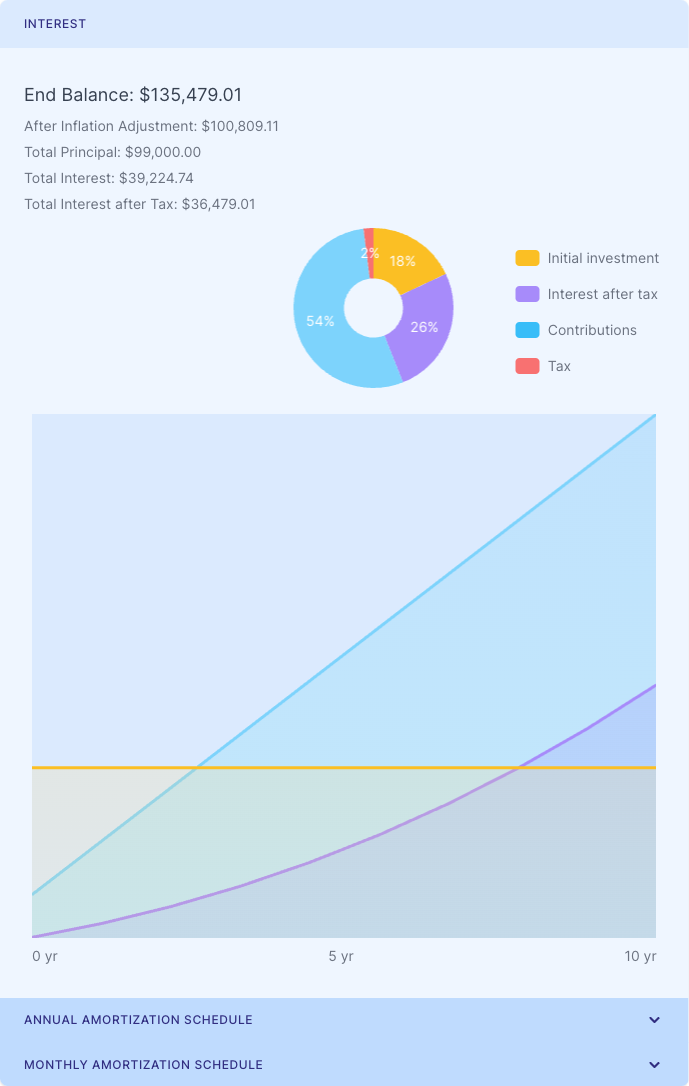 INTEREST
End Balance: $135,479.01
After Inflation Adjustment: $100,809.11
Total Principal: $99,000.00
Total Interest: $39,224.74
Total Interest after Tax: $36,479.01
2%
18%
54%
26%
Initial investment
Interest after tax
Contributions
Tax
0 yr
5 yr
10 yr
ANNUAL AMORTIZATION SCHEDULE
MONTHLY AMORTIZATION SCHEDULE